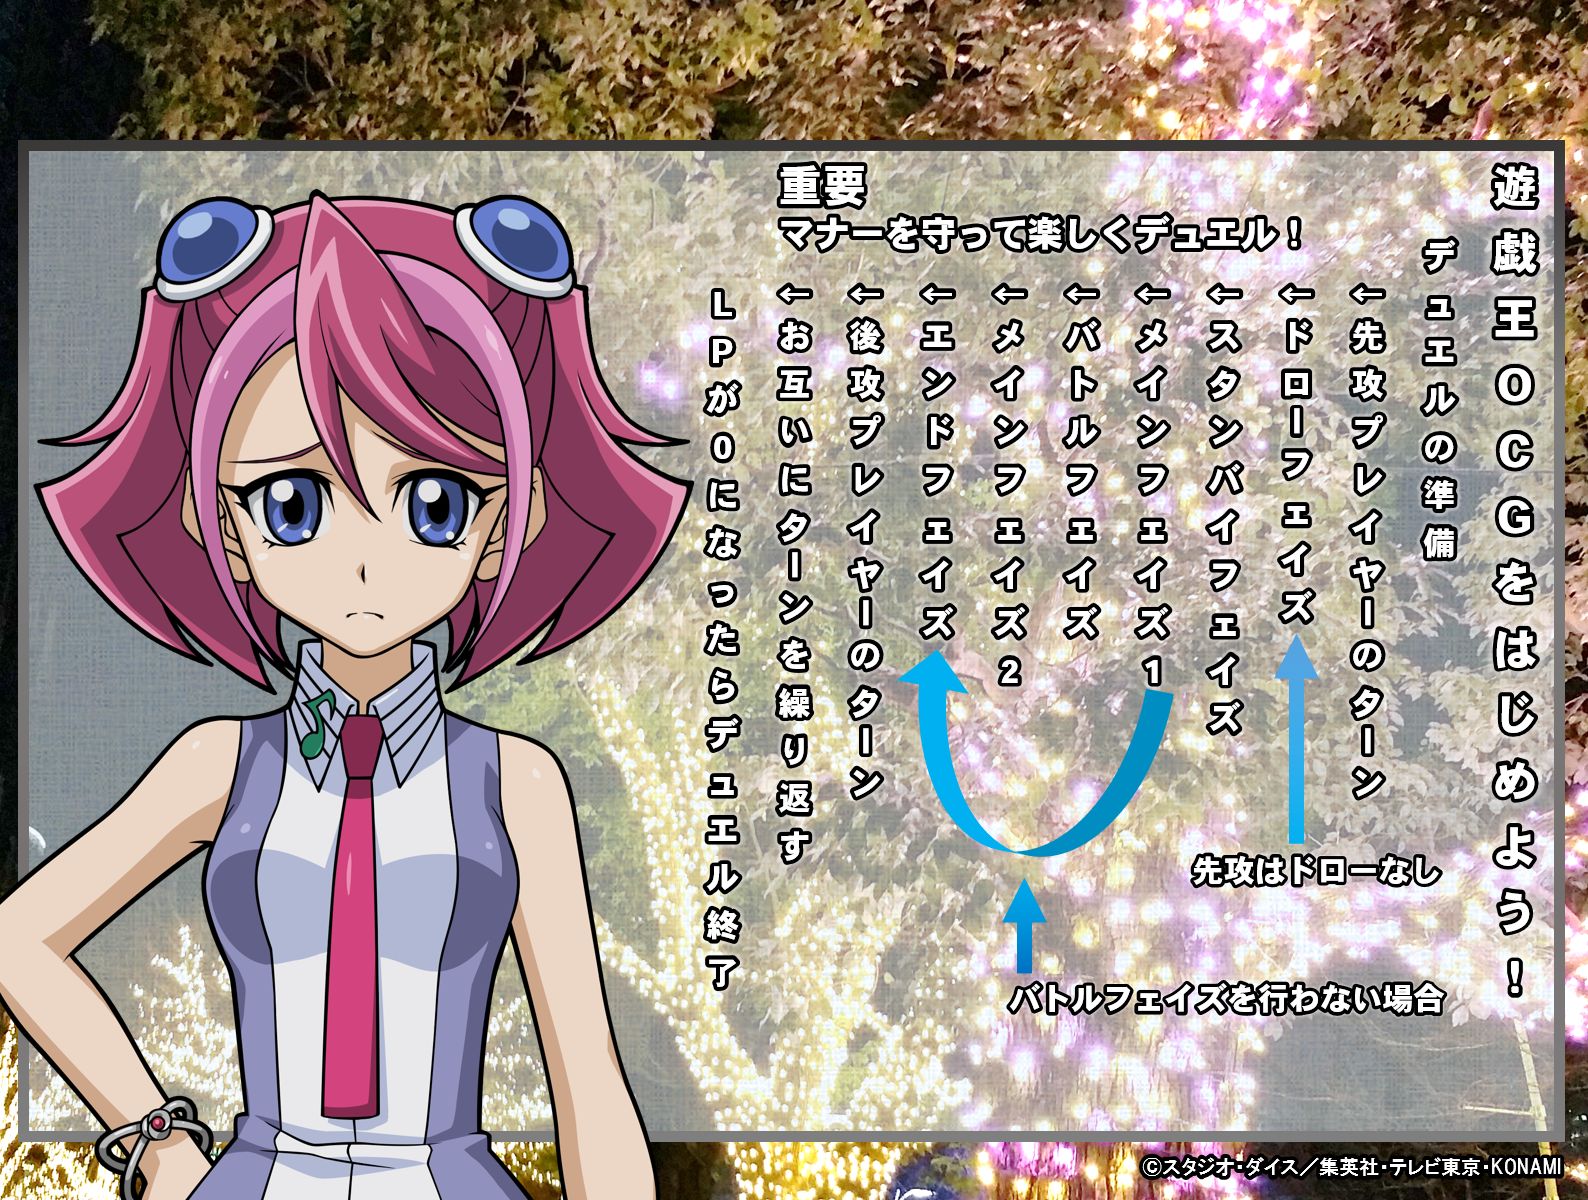 遊戯王OCGをはじめよう！
デュエルの準備
重要
マナーを守って楽しくデュエル！
←先攻プレイヤーのターン
←ドローフェイズ
←スタンバイフェイズ
←メインフェイズ1
←バトルフェイズ
←メインフェイズ2
←エンドフェイズ
←後攻プレイヤーのターン
←お互いにターンを繰り返す
LPが0になったらデュエル終了
先攻はドローなし
バトルフェイズを行わない場合
©スタジオ・ダイス／集英社・テレビ東京・KONAMI